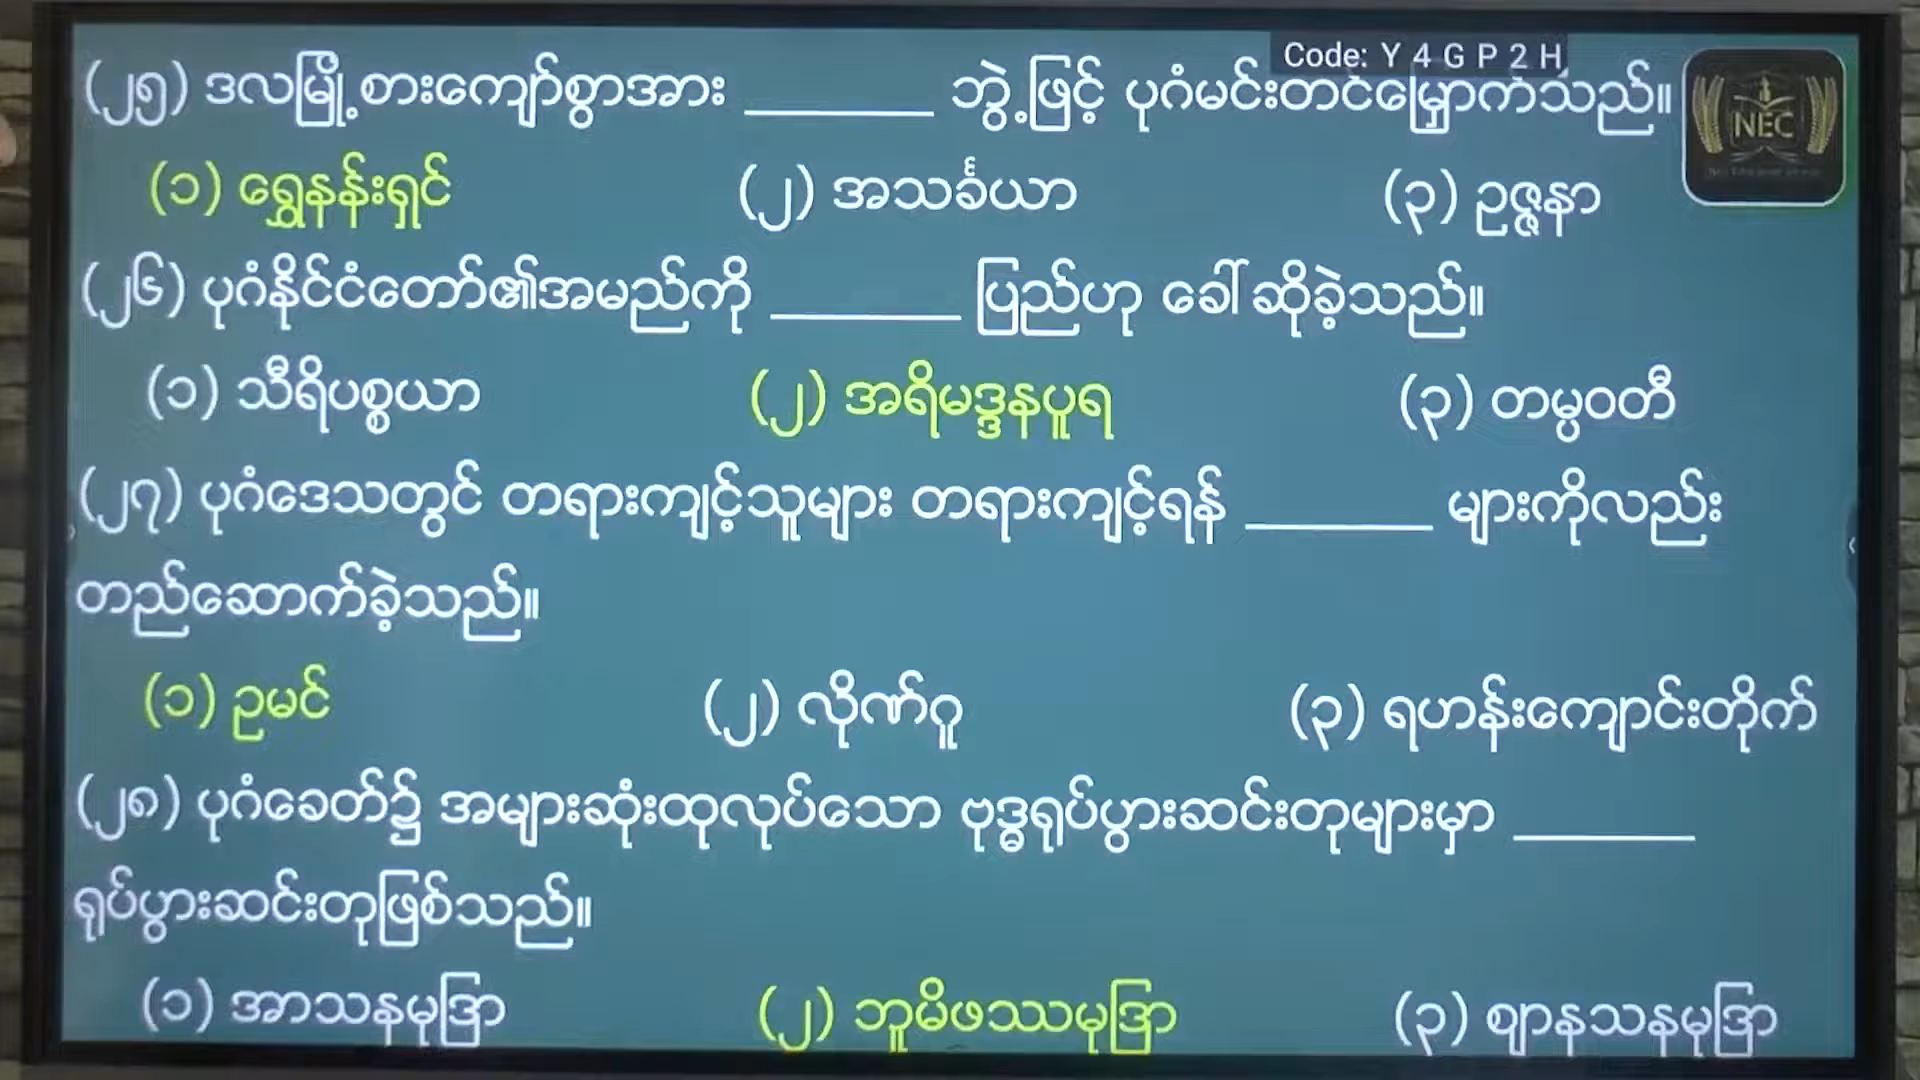 Code: Y 4 G P 2 H
(၂၅) ဒလမြို့စားကျော်စွာအား ________ ဘွဲ့ဖြင့် ပုဂံမင်းတင်မြှောက်သည်။
NEC
(၁) ရွှေနန်းရှင် (၂) အသင်္ခယာ (၃) ဥဇ္ဇနာ
(၂၆) ပုဂံနိုင်ငံတော်၏အမည်ကို ________ ပြည်ဟု ခေါ်ဆိုခဲ့သည်။
(၁) သီရိပစ္စယာ (၂) အရိမဒ္ဒနပူရ (၃) တမ္ပဝတီ
(၂၇) ပုဂံဒေသတွင် တရားကျင့်သူများ တရားကျင့်ရန် ________ များကိုလည်း
တည်ဆောက်ခဲ့သည်။
(၁) ဥမင် (၂) လိုဏ်ဂူ (၃) ရဟန်းကျောင်းတိုက်
(၂၈) ပုဂံခေတ်၌ အများဆုံးထုလုပ်သော ဗုဒ္ဓရုပ်ပွားဆင်းတုများမှာ ________
ရုပ်ပွားဆင်းတုဖြစ်သည်။
(၁) အာသနမုဒြာ (၂) ဘူမိဖဿမုဒြာ (၃) ဈာနသနမုဒြာ